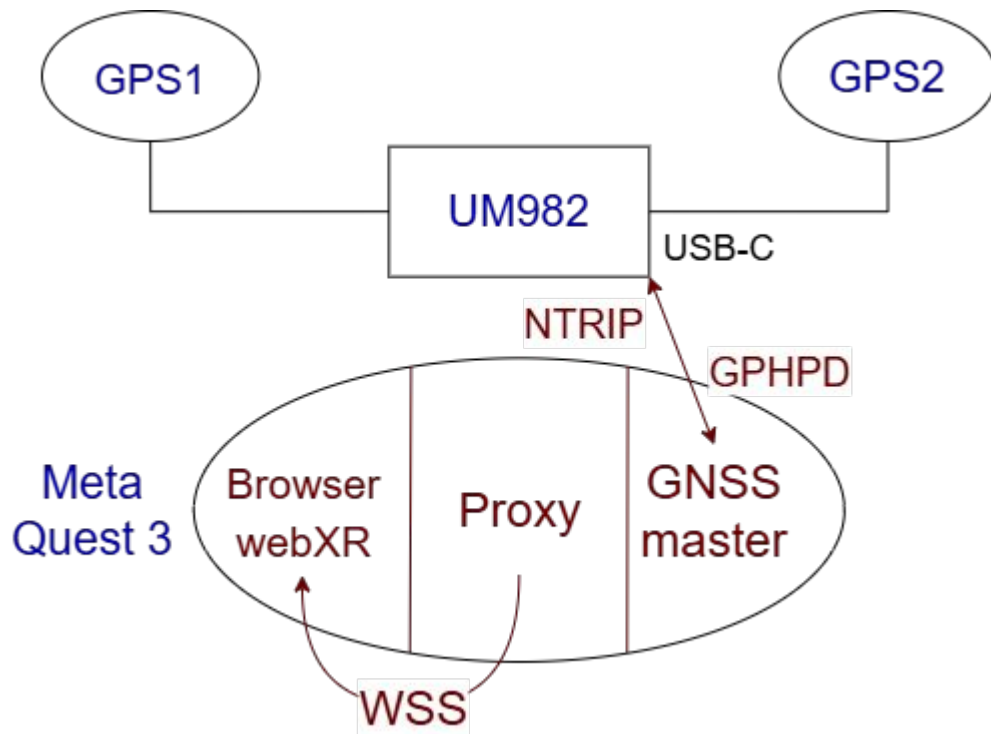 GPS1
GPS2
UM982
USB-C
NTRIP
GPHPD
Meta
Quest 3
Browser
webXR
Proxy
GNSS
master
WSS